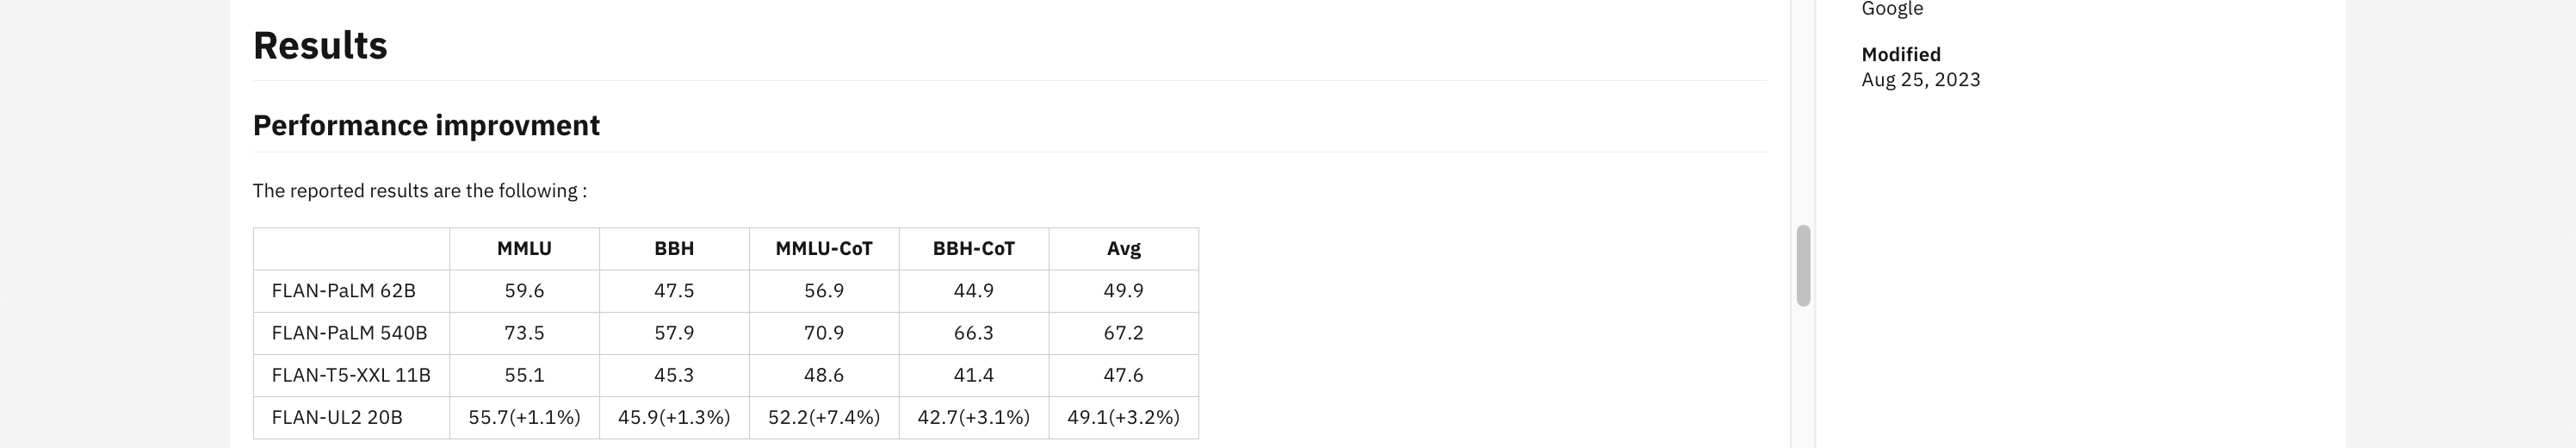 Google
Results
Modified
Aug 25, 2023
Performance improvment
The reported results are the following :
MMLU BBH MMLU-CoT BBH-CoT Avg
FLAN-PaLM 62B 59.6 47.5 56.9 44.9 49.9
FLAN-PaLM 540B 73.5 57.9 70.9 66.3 67.2
FLAN-T5-XXL 11B 55.1 45.3 48.6 41.4 47.6
FLAN-UL2 20B 55.7(+1.1%) 45.9(+1.3%) 52.2(+7.4%) 42.7(+3.1%) 49.1(+3.2%)